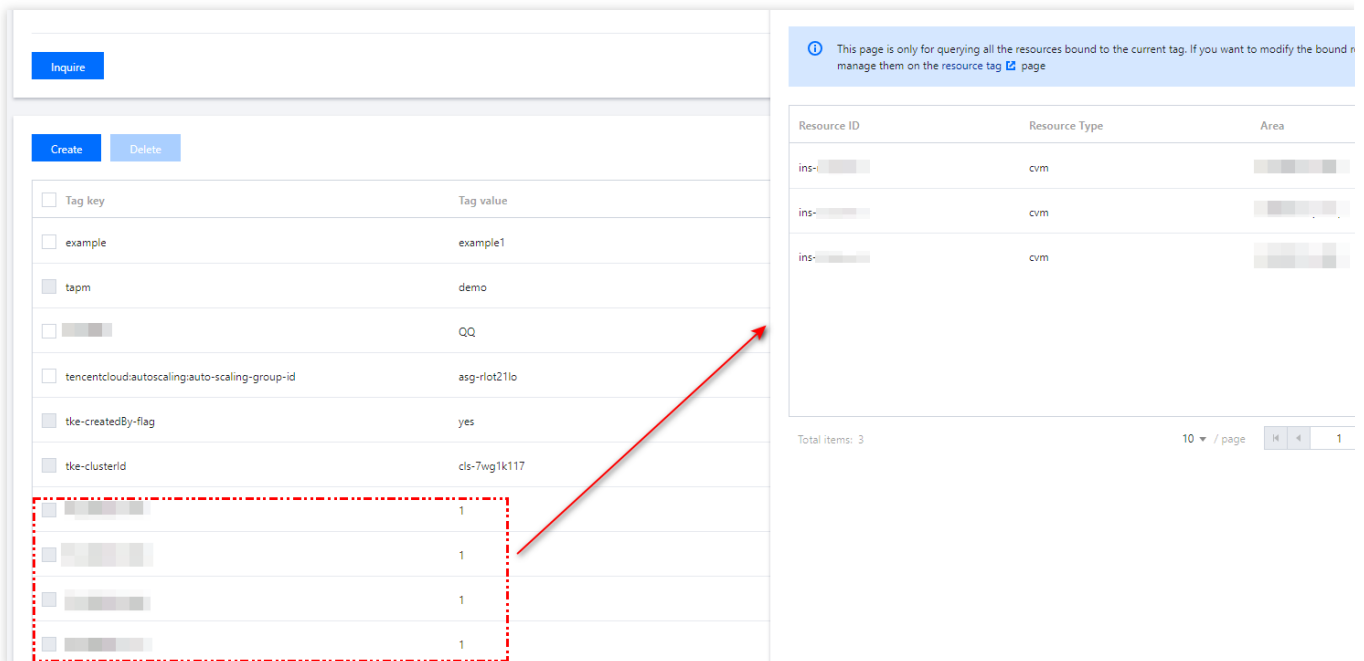 Inquire
Create
Delete
Tag key
Tag value
example
example1
tapm
demo
QQ
tencentcloud:autoscaling:auto-scaling-group-id
asg-rlot21lo
tke-createdBy-flag
yes
tke-clusterId
cls-7wg1k117
1
1
1
1
This page is only for querying all the resources bound to the current tag. If you want to modify the bound
manage them on the resource tag page
Resource ID
Resource Type
Area
ins-
cvm
ins-
cvm
ins-
cvm
Total items: 3
10 / page
1